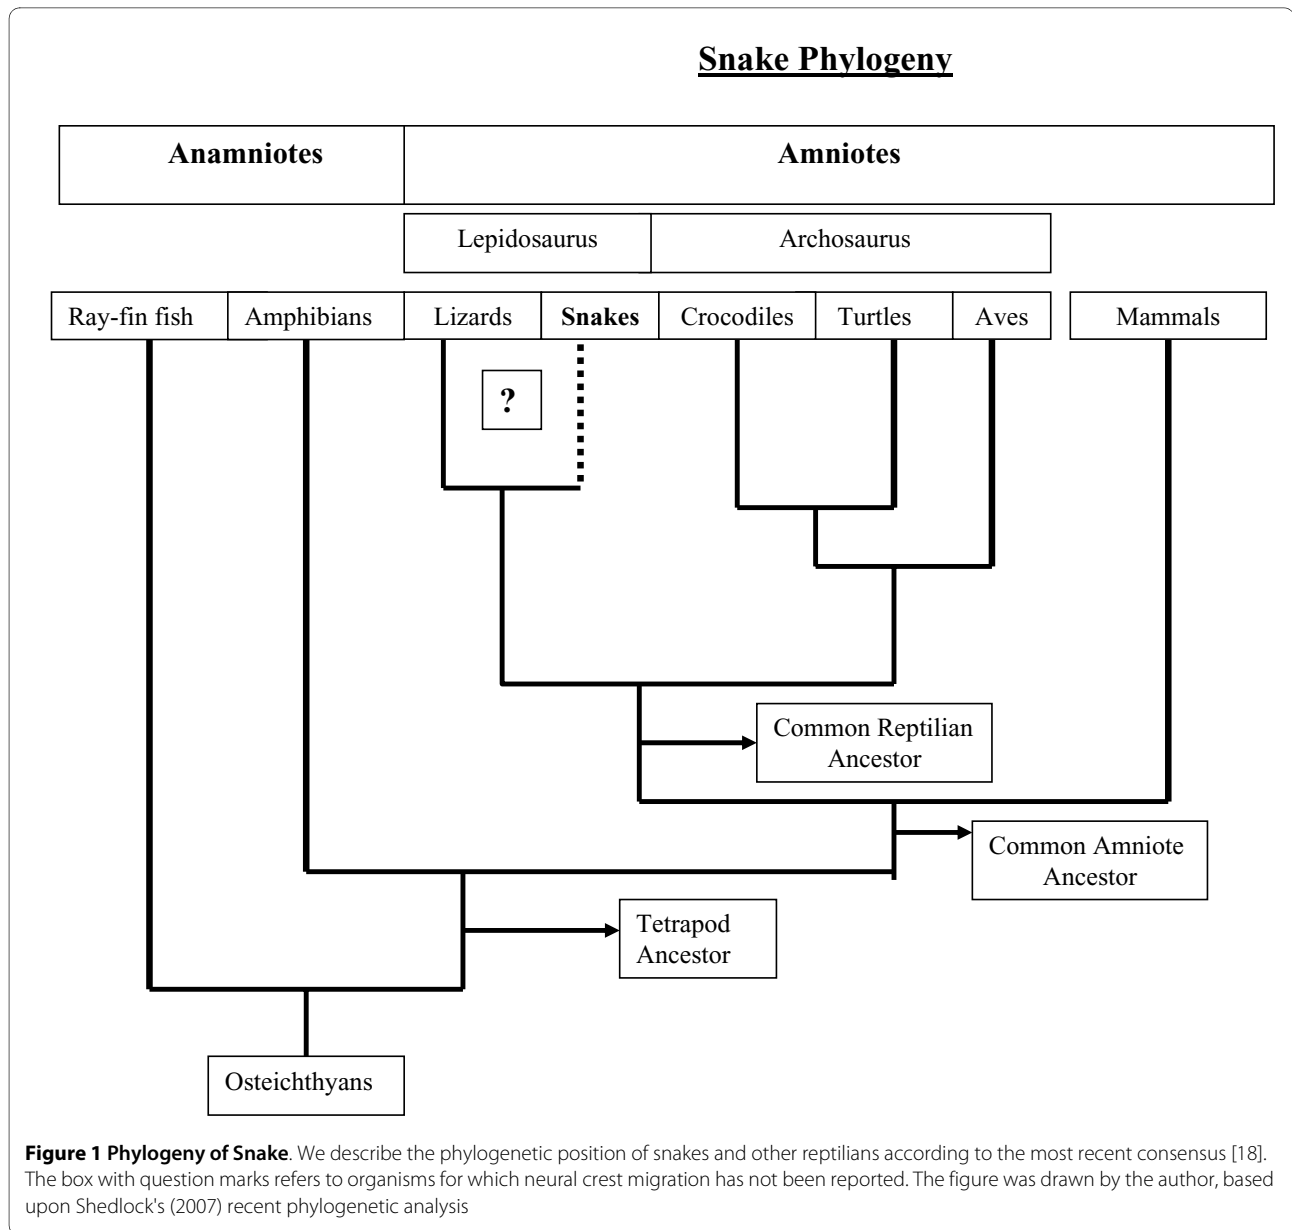 Snake Phylogeny
Anamniotes
Amniotes
Lepidosaurus
Archosaurus
Ray-fin fish
Amphibians
Lizards
Snakes
Crocodiles
Turtles
Aves
Mammals
?
Common Reptilian
Ancestor
Common Amniote
Ancestor
Tetrapod
Ancestor
Osteichthyans
Figure 1 Phylogeny of Snake. We describe the phylogenetic position of snakes and other reptilians according to the most recent consensus [18].
The box with question marks refers to organisms for which neural crest migration has not been reported. The figure was drawn by the author, based
upon Shedlock's (2007) recent phylogenetic analysis